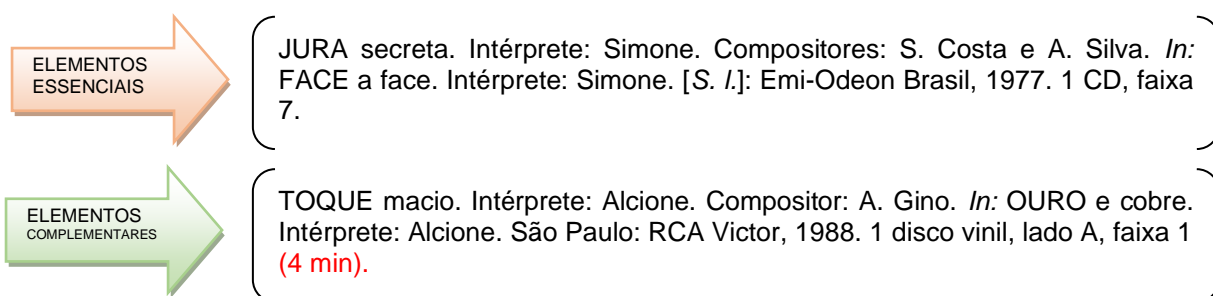 ELEMENTOS
ESSENCIAIS
JURA secreta. Intérprete: Simone. Compositores: S. Costa e A. Silva. In:
FACE a face. Intérprete: Simone. [S. l.]: Emi-Odeon Brasil, 1977. 1 CD, faixa
7.
ELEMENTOS
COMPLEMENTARES
TOQUE macio. Intérprete: Alcione. Compositor: A. Gino. In: OURO e cobre.
Intérprete: Alcione. São Paulo: RCA Victor, 1988. 1 disco vinil, lado A, faixa 1
(4 min).